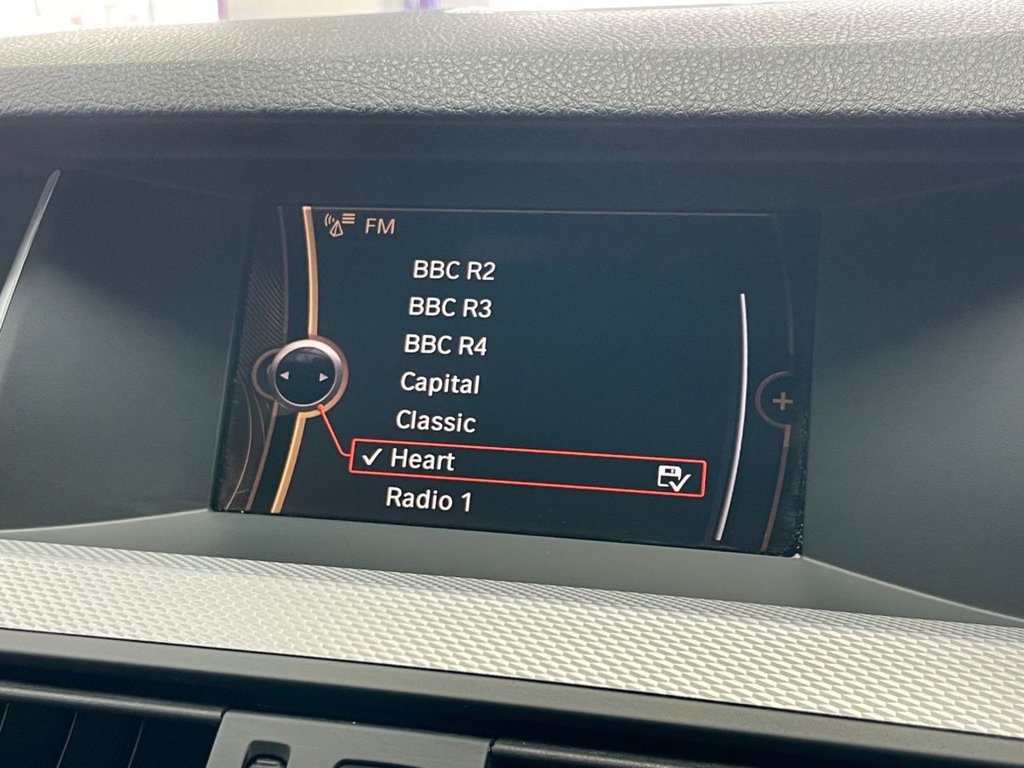 FM
BBC R2
BBC R3
BBC R4
Capital
Classic
✓ Heart
Radio 1